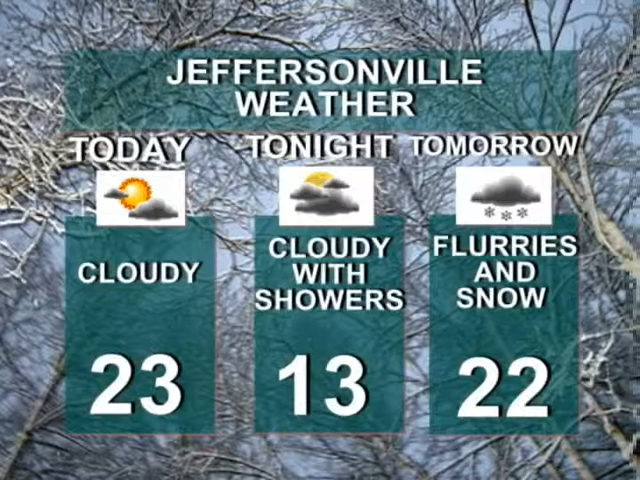 JEFFERSONVILLE
WEATHER
TODAY
TONIGHT
TOMORROW
CLOUDY
23
CLOUDY
WITH
SHOWERS
13
FLURRIES
AND
SNOW
22